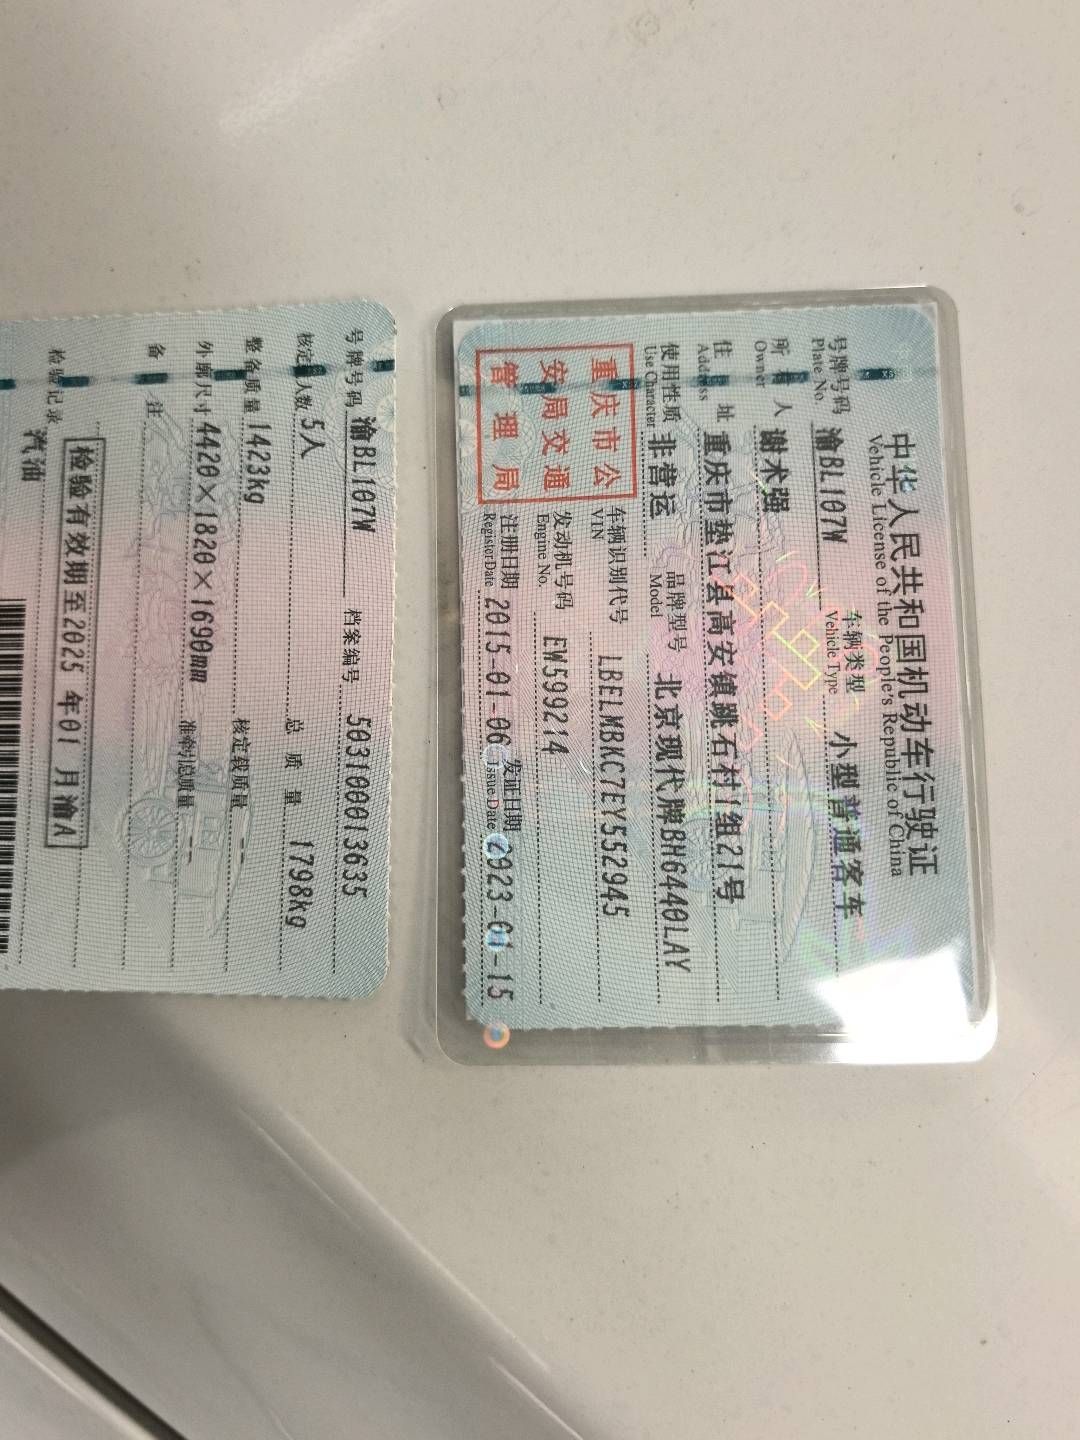 中华人民共和国机动车行驶证
Vehicle License of the People's Republic of China
号牌号码 渝BL107W 车辆类型 小型普通客车
Plate No. Vehicle Type
所有人 谢术强
Owner
住址 重庆市垫江县高安镇跳石村1组21号
Address
使用性质 非营运 品牌型号 北京现代牌BH6440LAY
Use Character Model
车辆识别代号 LBELMBKC7EY552945
VIN
发动机号码 EW599214
Engine No.
注册日期 2015-01-06 发证日期 2023-01-15
Register Date Issue Date
重庆市公
安局交通
管理局
号牌号码 渝BL107W 档案编号 503100013635
核定人数 5人 总质量 1798kg
整备质量 1423kg 核定载质量 --
外廓尺寸 4420×1820×1690mm 准牵引总质量 --
备注
检验有效期至2025年01月渝A
检验记录
汽油